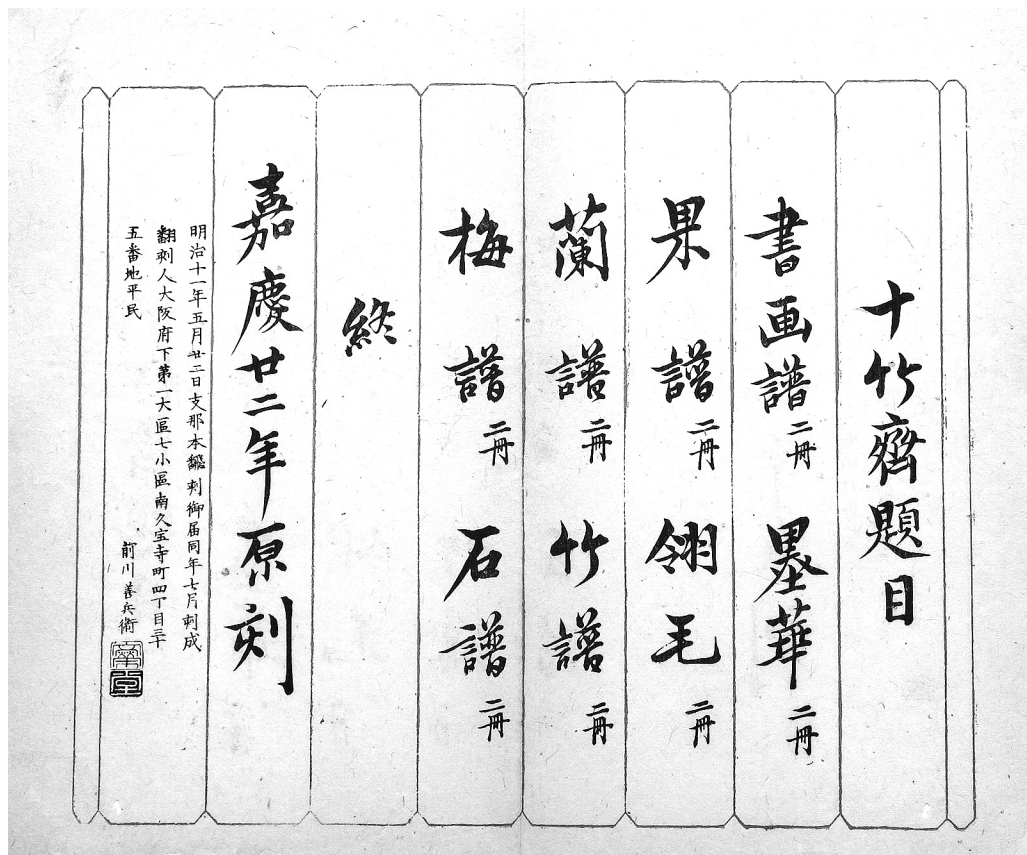 十竹齋題目
書画譜二冊　墨華二冊
果譜二冊　翎毛二冊
蘭譜二冊　竹譜二冊
梅譜二冊　石譜二冊
終
嘉慶廿二年原刻
明治十一年五月廿二日支那本飜刻御届同年七月刻成
翻刻人大阪府下第一大區七小區南久宝寺町四丁目三十
五番地平民
前川善兵衛